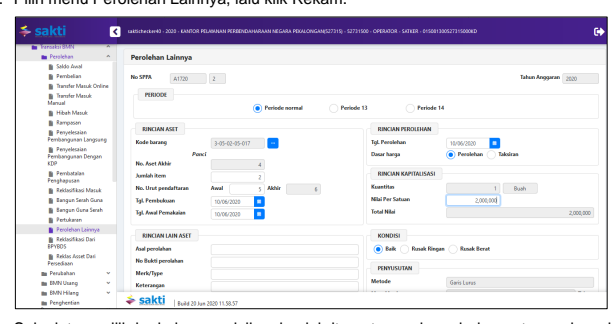 Pilih menu Perolehan Lainnya, lalu klik Rekam.
sakti
saktichecker40 - 2020 - KANTOR PELAYANAN PERBENDAHARAAN NEGARA PEKALONGAN(527315) - 52731500 - OPERATOR - SATKER - 015081300527315000KD
Transaksi BMN
Perolehan
Saldo Awal
Pembelian
Transfer Masuk Online
Transfer Masuk
Manual
Hibah Masuk
Rampasan
Penyelesaian
Pembangunan Langsung
Penyelesaian
Pembangunan Dengan
KDP
Pembatalan
Penghapusan
Reklasifikasi Masuk
Bangun Serah Guna
Bangun Guna Serah
Pertukaran
Perolehan Lainnya
Reklasifikasi Dari
BPYBDS
Reklas Asset Dari
Persediaan
Perubahan
BMN Usang
BMN Hilang
Penghentian
Perolehan Lainnya
No SPPA A1720 2
Tahun Anggaran 2020
PERIODE
Periode normal Periode 13 Periode 14
RINCIAN ASET
Kode barang 3-05-02-05-017 ...
Panci
No. Aset Akhir 4
Jumlah item 2
No. Urut pendaftaran Awal 5 Akhir 6
Tgl. Pembukuan 10/06/2020
Tgl. Awal Pemakaian 10/06/2020
RINCIAN LAIN ASET
Asal perolahan
No Bukti perolahan
Merk/Type
Keterangan
RINCIAN PEROLEHAN
Tgl. Perolehan 10/06/2020
Dasar harga Perolehan Taksiran
RINCIAN KAPITALISASI
Kuantitas 1 Buah
Nilai Per Satuan 2,000,000
Total Nilai 2,000,000
KONDISI
Baik Rusak Ringan Rusak Berat
PENYUSUTAN
Metode Garis Lurus
sakti Build 20 Jun 2020 11.58.57